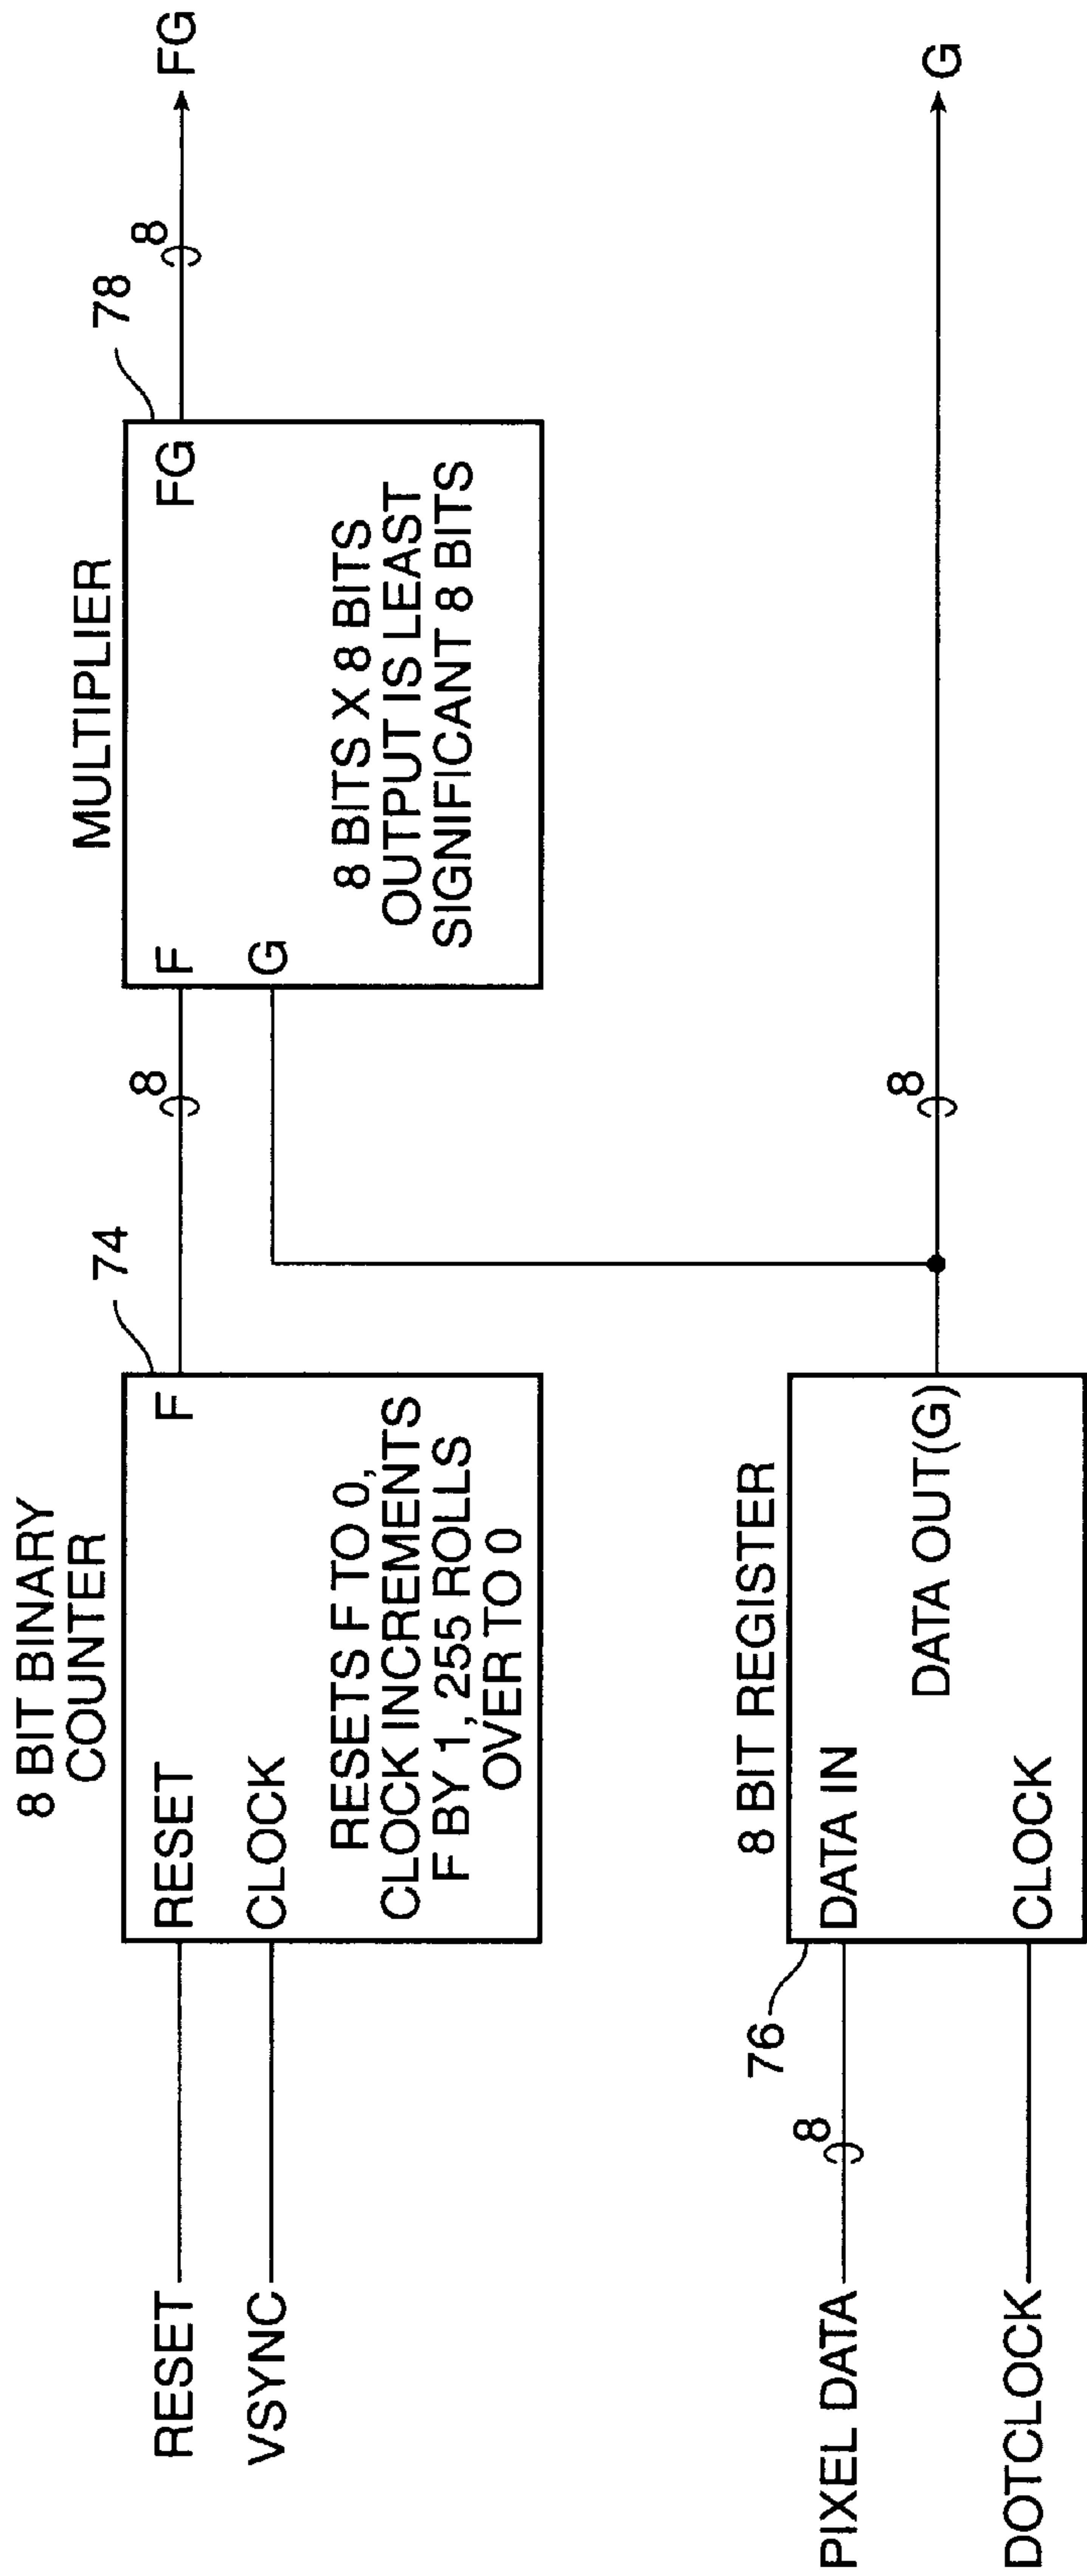 8 BIT BINARY
COUNTER
74
RESET
RESET
F
VSYNC
CLOCK
RESETS F TO 0,
CLOCK INCREMENTS
F BY 1, 255 ROLLS
OVER TO 0
8
MULTIPLIER
78
F
FG
G
8 BITS X 8 BITS
OUTPUT IS LEAST
SIGNIFICANT 8 BITS
8
FG
8 BIT REGISTER
76
PIXEL DATA
8
DATA IN
DATA OUT(G)
DOTCLOCK
CLOCK
8
G